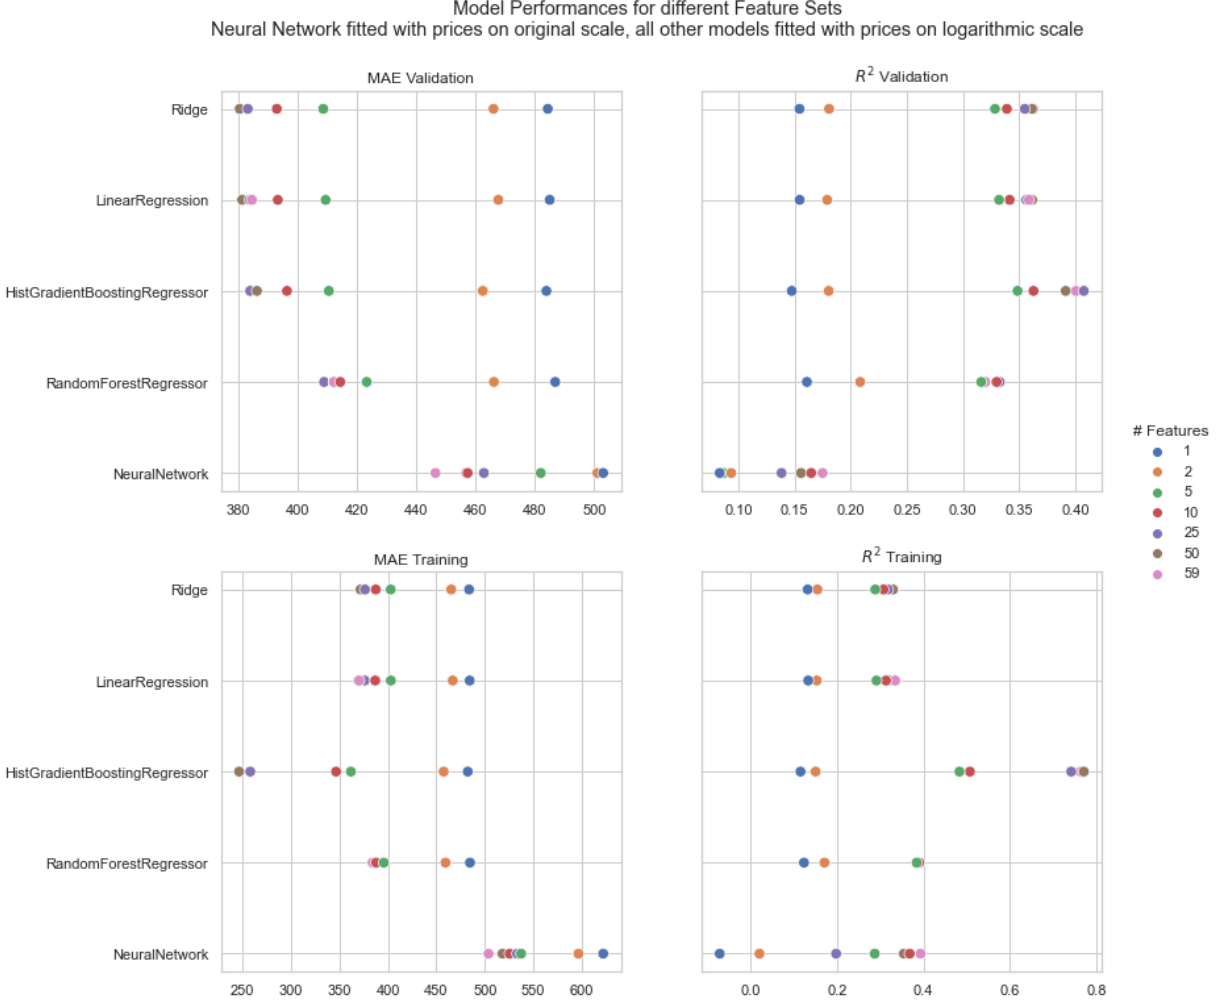 Model Performances for different Feature Sets
Neural Network fitted with prices on original scale, all other models fitted with prices on logarithmic scale
MAE Validation
R² Validation
Ridge
LinearRegression
HistGradientBoostingRegressor
RandomForestRegressor
NeuralNetwork
380 400 420 440 460 480 500
0.10 0.15 0.20 0.25 0.30 0.35 0.40
# Features
1
2
5
10
25
50
59
MAE Training
R² Training
Ridge
LinearRegression
HistGradientBoostingRegressor
RandomForestRegressor
NeuralNetwork
250 300 350 400 450 500 550 600
0.0 0.2 0.4 0.6 0.8